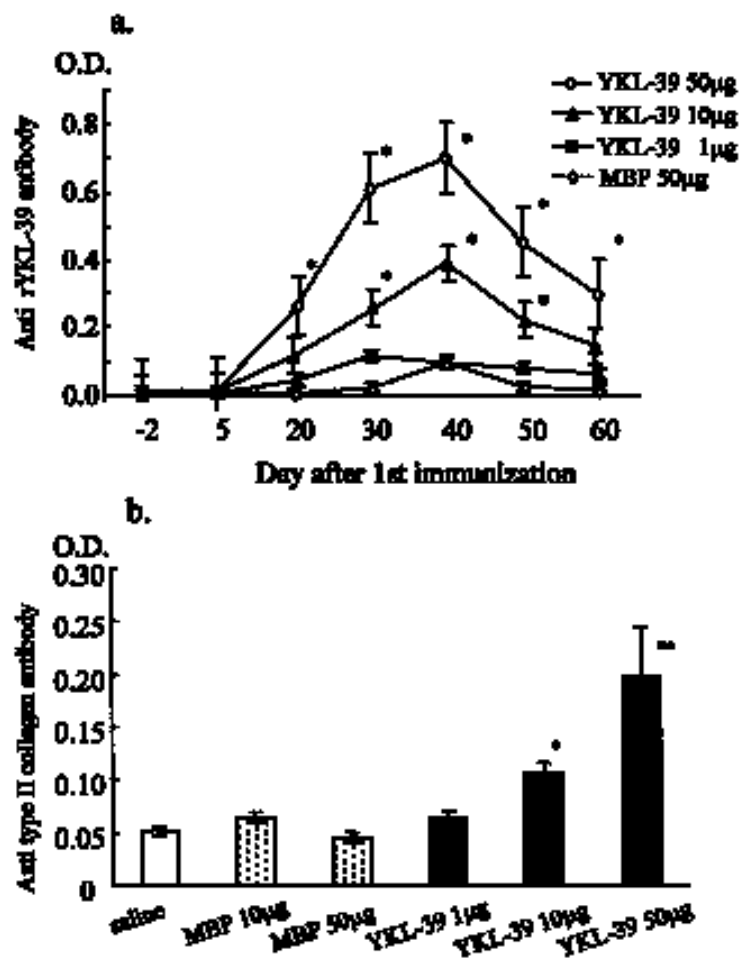 a.
O.D.
YKL-39 50µg
YKL-39 10µg
YKL-39 1µg
MBP 50µg
Anti rYKL-39 antibody
0.8
0.6
0.4
0.2
0.0
-2 5 20 30 40 50 60
Day after 1st immunization
b.
O.D.
Anti type II collagen antibody
0.30
0.25
0.20
0.15
0.10
0.05
0
saline MBP 10µg MBP 50µg YKL-39 1µg YKL-39 10µg YKL-39 50µg